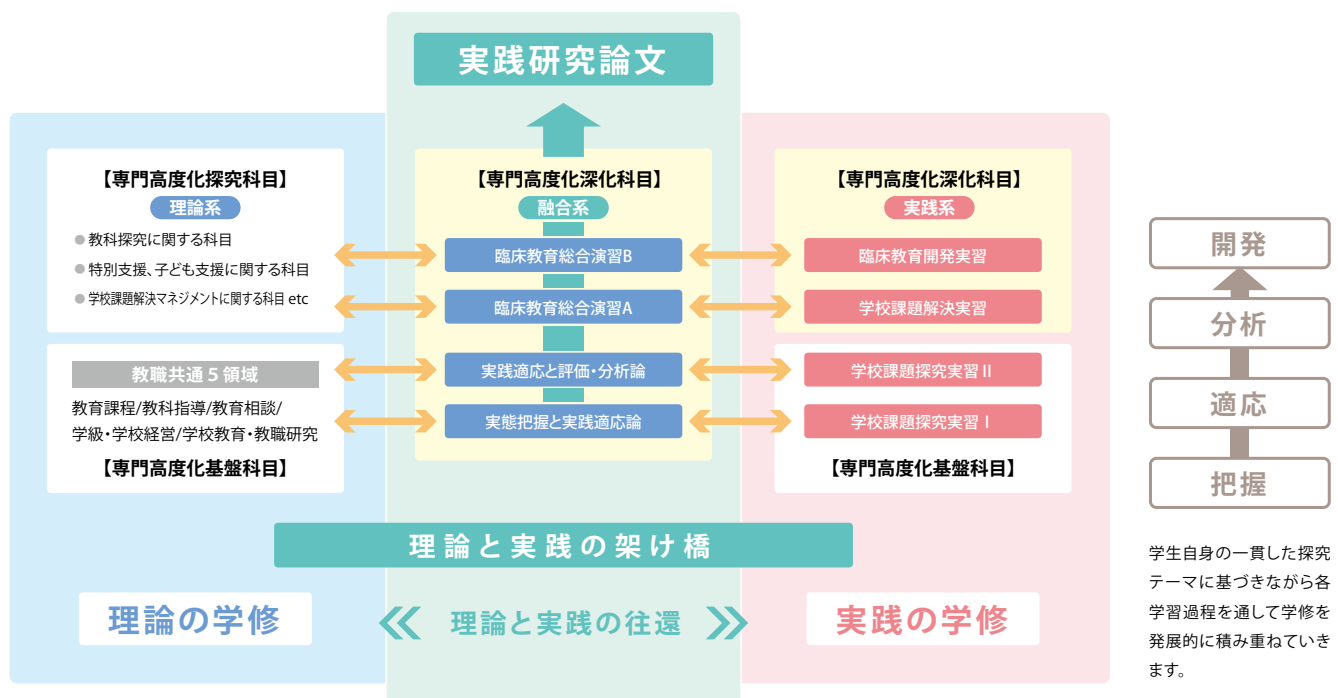 実践研究論文
【専門高度化探究科目】
理論系
●教科探究に関する科目
●特別支援、子ども支援に関する科目
●学校課題解決マネジメントに関する科目 etc
教職共通5領域
教育課程/教科指導/教育相談/
学級・学校経営/学校教育・教職研究
【専門高度化基盤科目】
【専門高度化深化科目】
融合系
臨床教育総合演習B
臨床教育総合演習A
実践適応と評価・分析論
実態把握と実践適応論
【専門高度化深化科目】
実践系
臨床教育開発実習
学校課題解決実習
学校課題探究実習Ⅱ
学校課題探究実習Ⅰ
【専門高度化基盤科目】
理論と実践の架け橋
理論の学修
理論と実践の往還
実践の学修
開発
分析
適応
把握
学生自身の一貫した探究
テーマに基づきながら各
学習過程を通して学修を
発展的に積み重ねていき
ます。